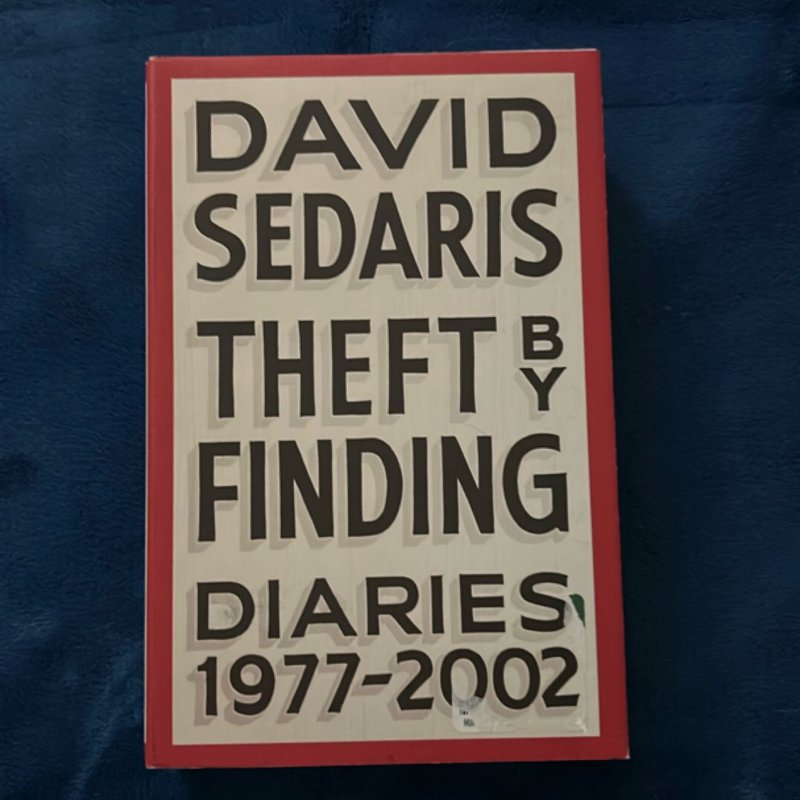 DAVID
SEDARIS
THEFT BY
FINDING
DIARIES
1977-2002